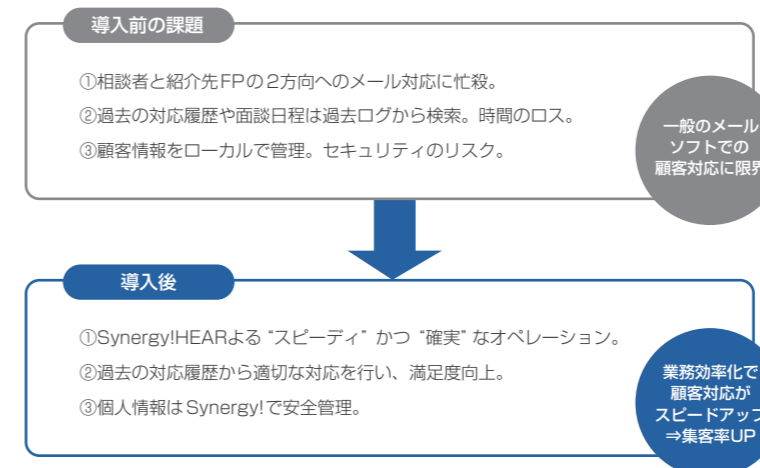 導入前の課題
①相談者と紹介先FPの2方向へのメール対応に忙殺。
②過去の対応履歴や面談日程は過去ログから検索。時間のロス。
③顧客情報をローカルで管理。セキュリティのリスク。
一般のメール
ソフトでの
顧客対応に限界
導入後
①Synergy!HEARよる“スピーディ”かつ“確実”なオペレーション。
②過去の対応履歴から適切な対応を行い、満足度向上。
③個人情報はSynergy!で安全管理。
業務効率化で
顧客対応が
スピードアップ
⇒集客率UP